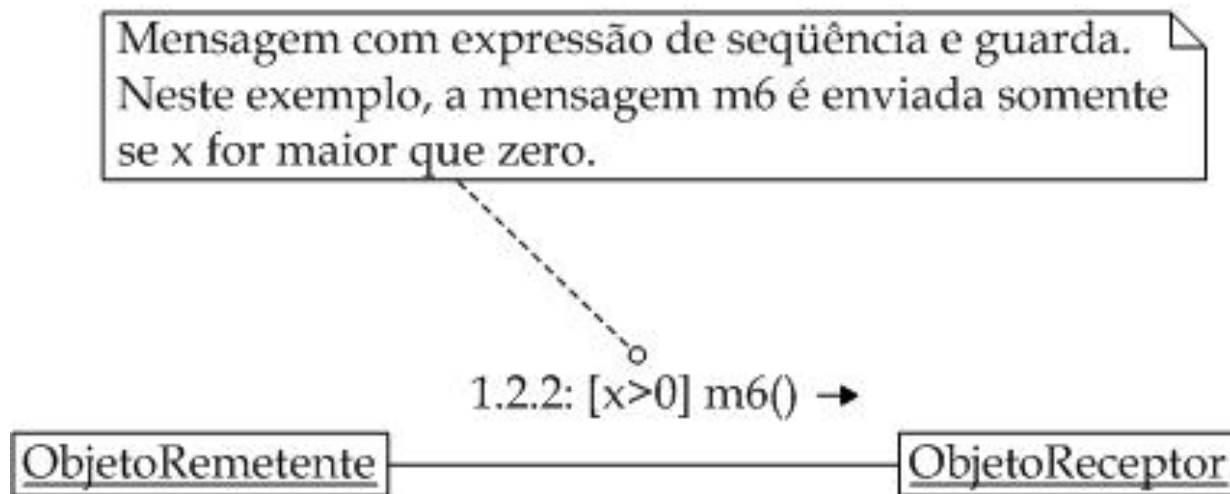 Mensagem com expressão de seqüência e guarda.
Neste exemplo, a mensagem m6 é enviada somente
se x for maior que zero.
1.2.2: [x>0] m6()
ObjetoRemetente
ObjetoReceptor